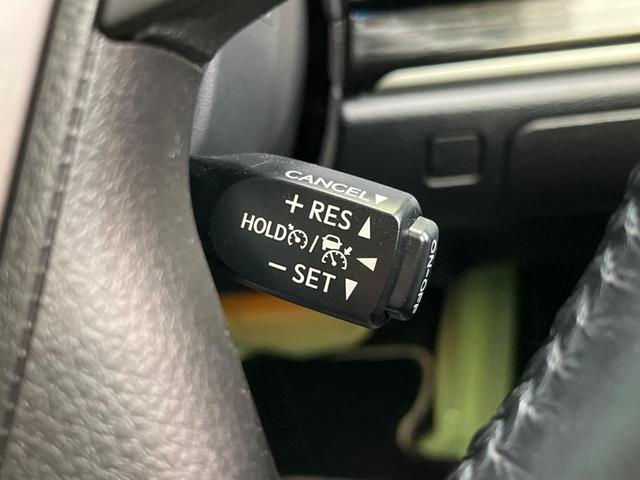 CANCEL▼
+ RES ▲
HOLD / ◀
− SET ▼
ON·OFF